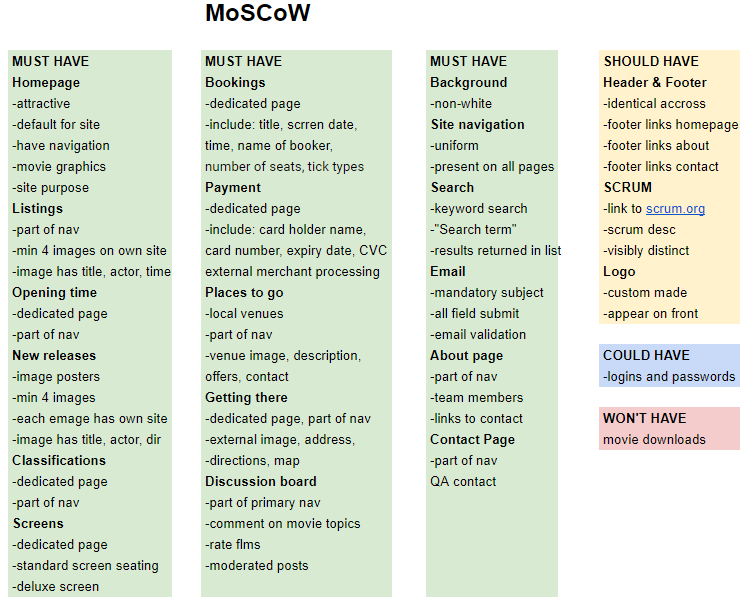 MoSCoW
MUST HAVE
Homepage
-attractive
-default for site
-have navigation
-movie graphics
-site purpose
Listings
-part of nav
-min 4 images on own site
-image has title, actor, time
Opening time
-dedicated page
-part of nav
New releases
-image posters
-min 4 images
-each emage has own site
-image has title, actor, dir
Classifications
-dedicated page
-part of nav
Screens
-dedicated page
-standard screen seating
-deluxe screen
MUST HAVE
Bookings
-dedicated page
-include: title, scrren date,
time, name of booker,
number of seats, tick types
Payment
-dedicated page
-include: card holder name,
card number, expiry date, CVC
external merchant processing
Places to go
-local venues
-part of nav
-venue image, description,
offers, contact
Getting there
-dedicated page, part of nav
-external image, address,
-directions, map
Discussion board
-part of primary nav
-comment on movie topics
-rate flms
-moderated posts
MUST HAVE
Background
-non-white
Site navigation
-uniform
-present on all pages
Search
-keyword search
-"Search term"
-results returned in list
Email
-mandatory subject
-all field submit
-email validation
About page
-part of nav
-team members
-links to contact
Contact Page
-part of nav
QA contact
SHOULD HAVE
Header & Footer
-identical accross
-footer links homepage
-footer links about
-footer links contact
SCRUM
-link to scrum.org
-scrum desc
-visibly distinct
Logo
-custom made
-appear on front
COULD HAVE
-logins and passwords
WON'T HAVE
movie downloads